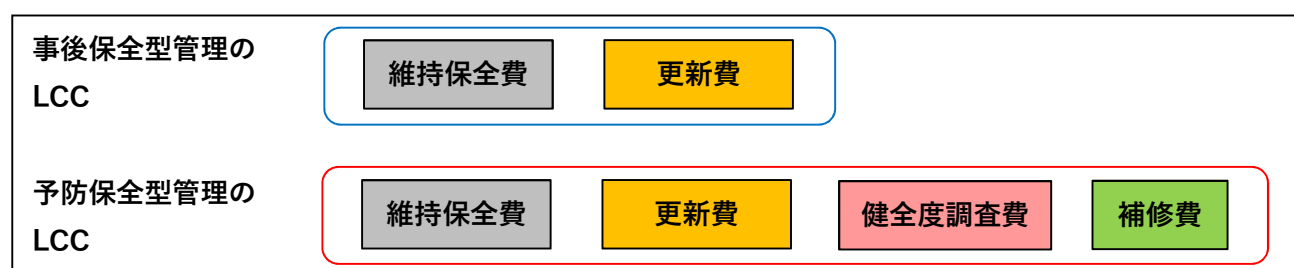 事後保全型管理の
LCC
維持保全費
更新費
予防保全型管理の
LCC
維持保全費
更新費
健全度調査費
補修費